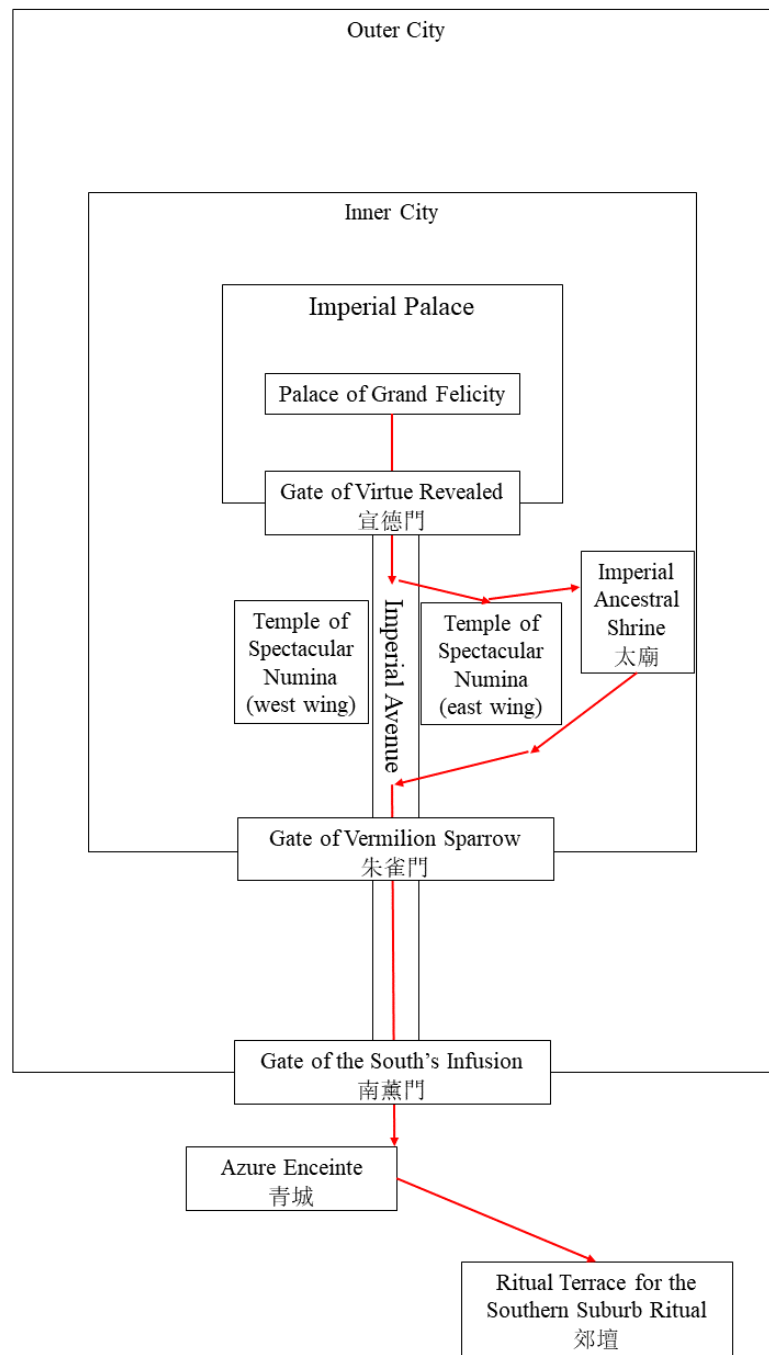 Outer City
Inner City
Imperial Palace
Palace of Grand Felicity
Gate of Virtue Revealed
宣德門
Imperial Avenue
Temple of
Spectacular
Numina
(west wing)
Temple of
Spectacular
Numina
(east wing)
Imperial
Ancestral
Shrine
太廟
Gate of Vermilion Sparrow
朱雀門
Gate of the South’s Infusion
南薰門
Azure Enceinte
青城
Ritual Terrace for the
Southern Suburb Ritual
郊壇